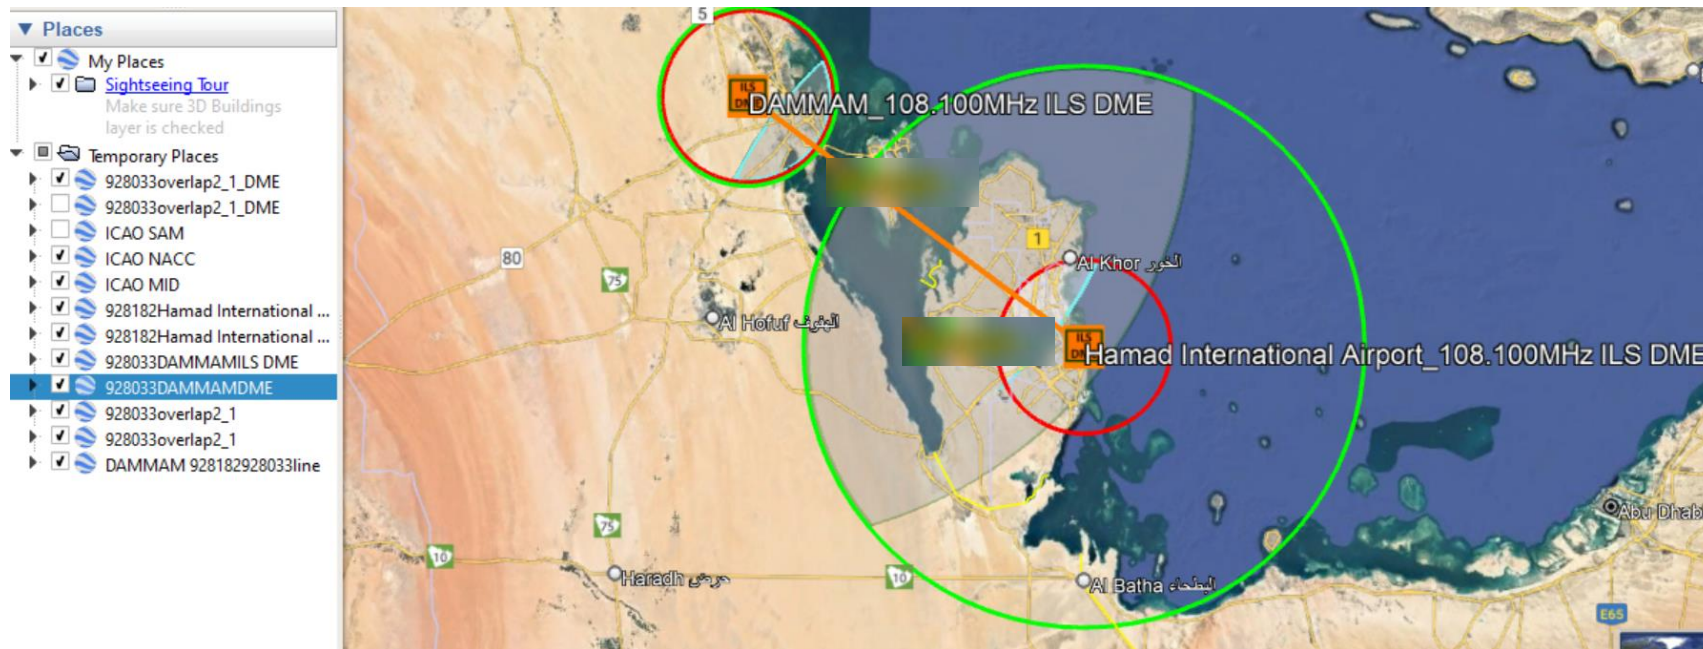 Places
My Places
Sightseeing Tour
Make sure 3D Buildings
layer is checked
Temporary Places
928033overlap2_1_DME
928033overlap2_1_DME
ICAO SAM
ICAO NACC
ICAO MID
928182Hamad International ...
928182Hamad International ...
928033DAMMAMILS DME
928033DAMMAMDME
928033overlap2_1
928033overlap2_1
DAMMAM 928182928033line
5
ILS
DAMMAM_108.100MHz ILS DME
80
75
1
Al Khor الخور
Al Hofuf الهفوف
ILS
Hamad International Airport_108.100MHz ILS DME
75
10
Haradh حرض
10
Al Batha البطحاء
Abu Dhab
E65